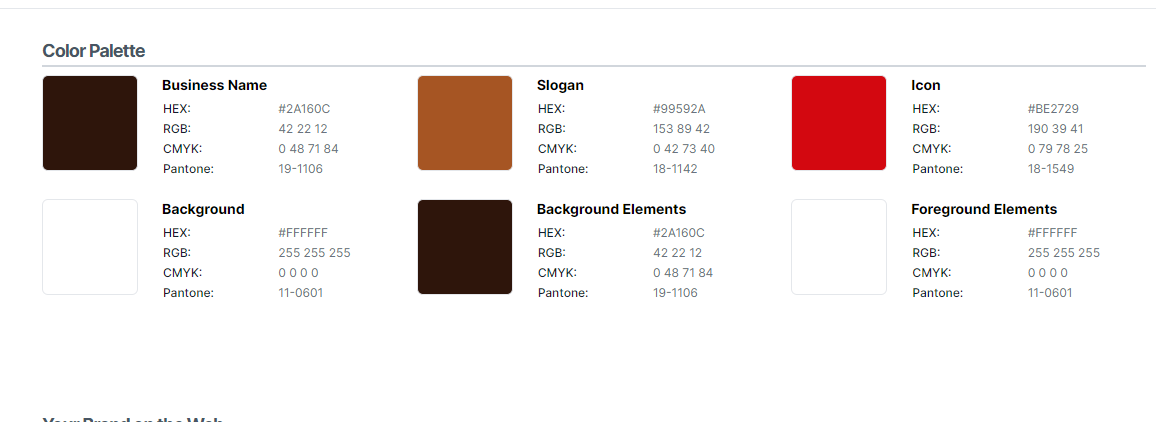 Color Palette
Business Name
HEX: #2A160C
RGB: 42 22 12
CMYK: 0 48 71 84
Pantone: 19-1106
Slogan
HEX: #99592A
RGB: 153 89 42
CMYK: 0 42 73 40
Pantone: 18-1142
Icon
HEX: #BE2729
RGB: 190 39 41
CMYK: 0 79 78 25
Pantone: 18-1549
Background
HEX: #FFFFFF
RGB: 255 255 255
CMYK: 0 0 0 0
Pantone: 11-0601
Background Elements
HEX: #2A160C
RGB: 42 22 12
CMYK: 0 48 71 84
Pantone: 19-1106
Foreground Elements
HEX: #FFFFFF
RGB: 255 255 255
CMYK: 0 0 0 0
Pantone: 11-0601
Your Brand on the Web